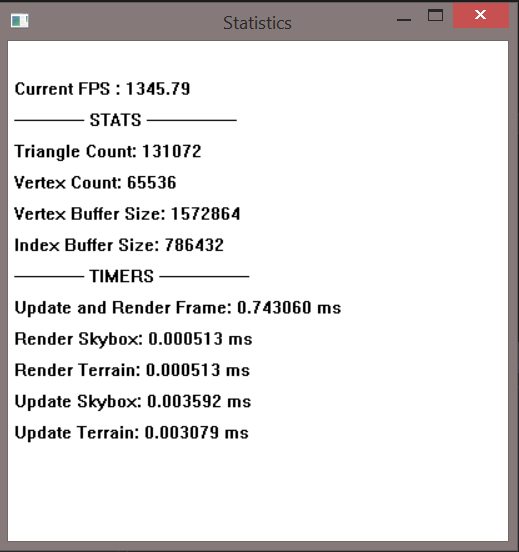 Statistics
Current FPS : 1345.79
———— STATS —————
Triangle Count: 131072
Vertex Count: 65536
Vertex Buffer Size: 1572864
Index Buffer Size: 786432
———— TIMERS —————
Update and Render Frame: 0.743060 ms
Render Skybox: 0.000513 ms
Render Terrain: 0.000513 ms
Update Skybox: 0.003592 ms
Update Terrain: 0.003079 ms